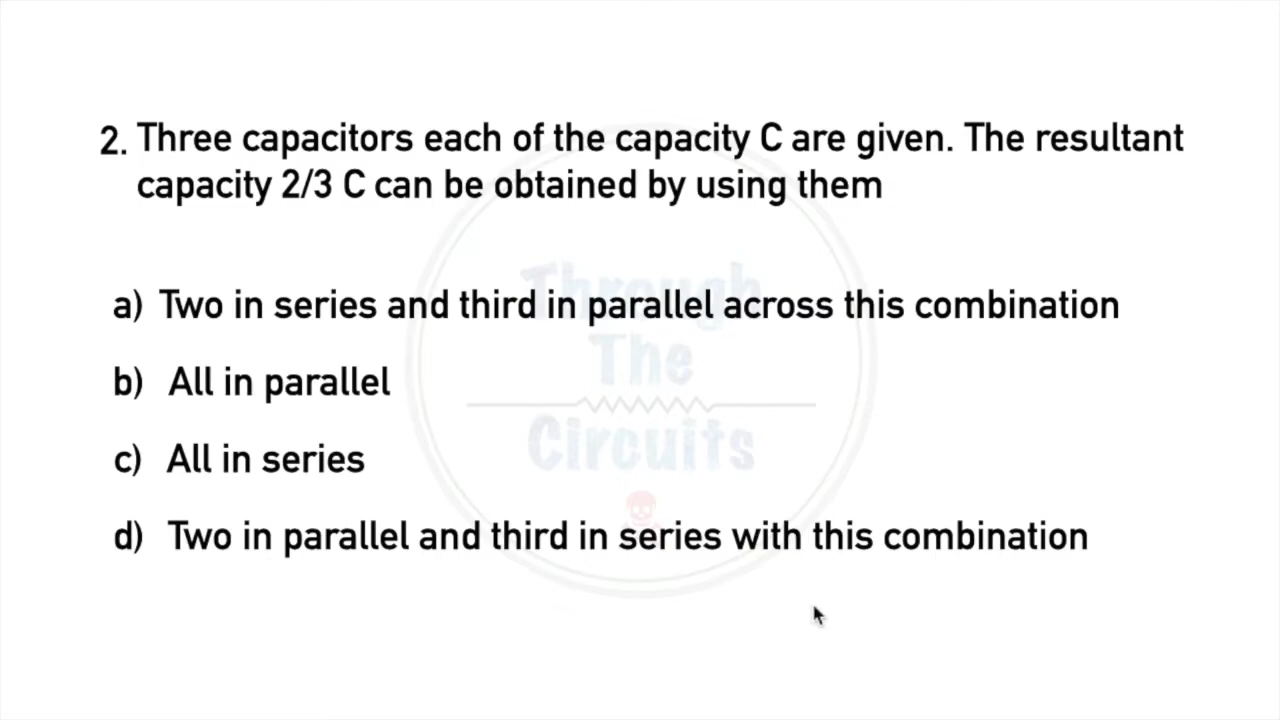 2. Three capacitors each of the capacity C are given. The resultant
capacity 2/3 C can be obtained by using them
a) Two in series and third in parallel across this combination
Through
The
b) All in parallel
Circuits
c) All in series
d) Two in parallel and third in series with this combination